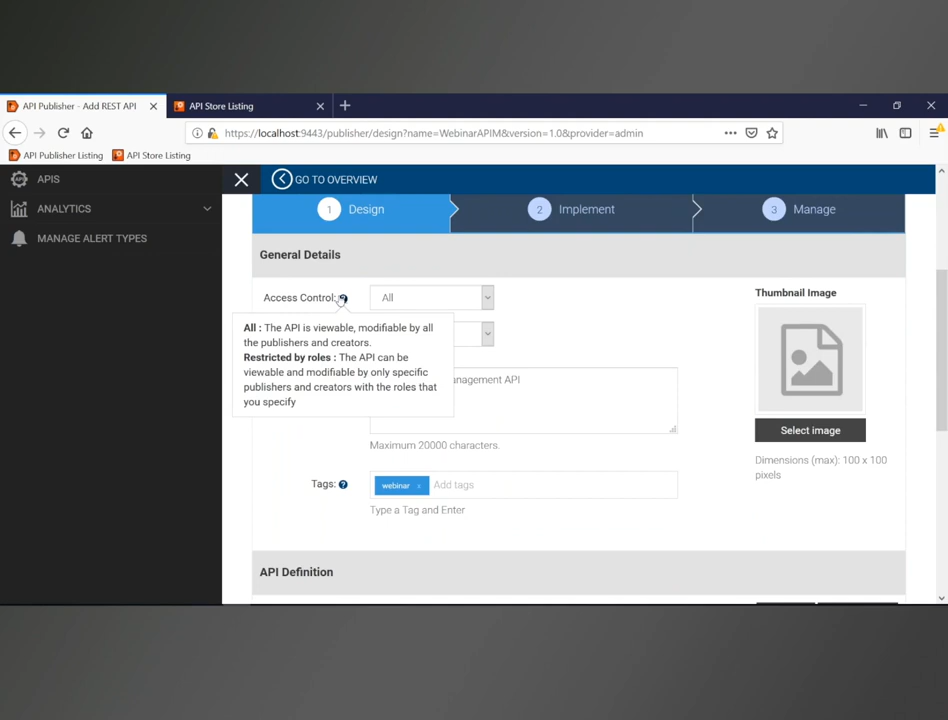 API Publisher - Add REST API
API Store Listing
https://localhost:9443/publisher/design?name=WebinarAPIM&version=1.0&provider=admin
API Publisher Listing
API Store Listing
APIS
ANALYTICS
MANAGE ALERT TYPES
GO TO OVERVIEW
1 Design
2 Implement
3 Manage
General Details
Access Control:
All
All : The API is viewable, modifiable by all
the publishers and creators.
Restricted by roles : The API can be
viewable and modifiable by only specific
publishers and creators with the roles that
you specify
nagement API
Maximum 20000 characters.
Tags:
webinar x
Add tags
Type a Tag and Enter
Thumbnail Image
Select image
Dimensions (max): 100 x 100
pixels
API Definition